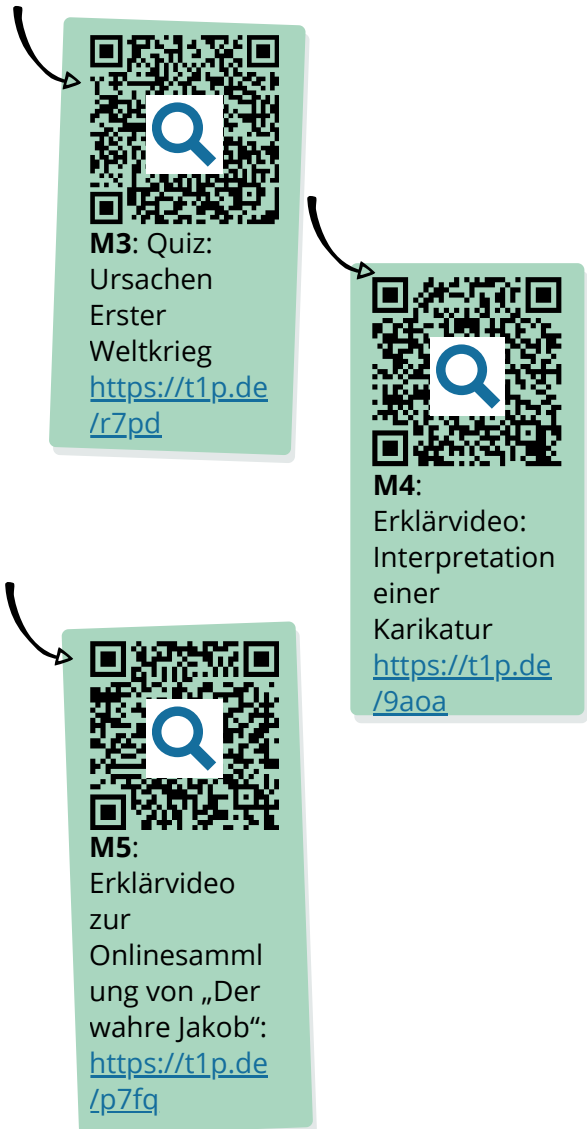 M3: Quiz:
Ursachen
Erster
Weltkrieg
https://t1p.de
/r7pd
M4:
Erklärvideo:
Interpretation
einer
Karikatur
https://t1p.de
/9aoa
M5:
Erklärvideo
zur
Onlinesamml
ung von „Der
wahre Jakob“:
https://t1p.de
/p7fq